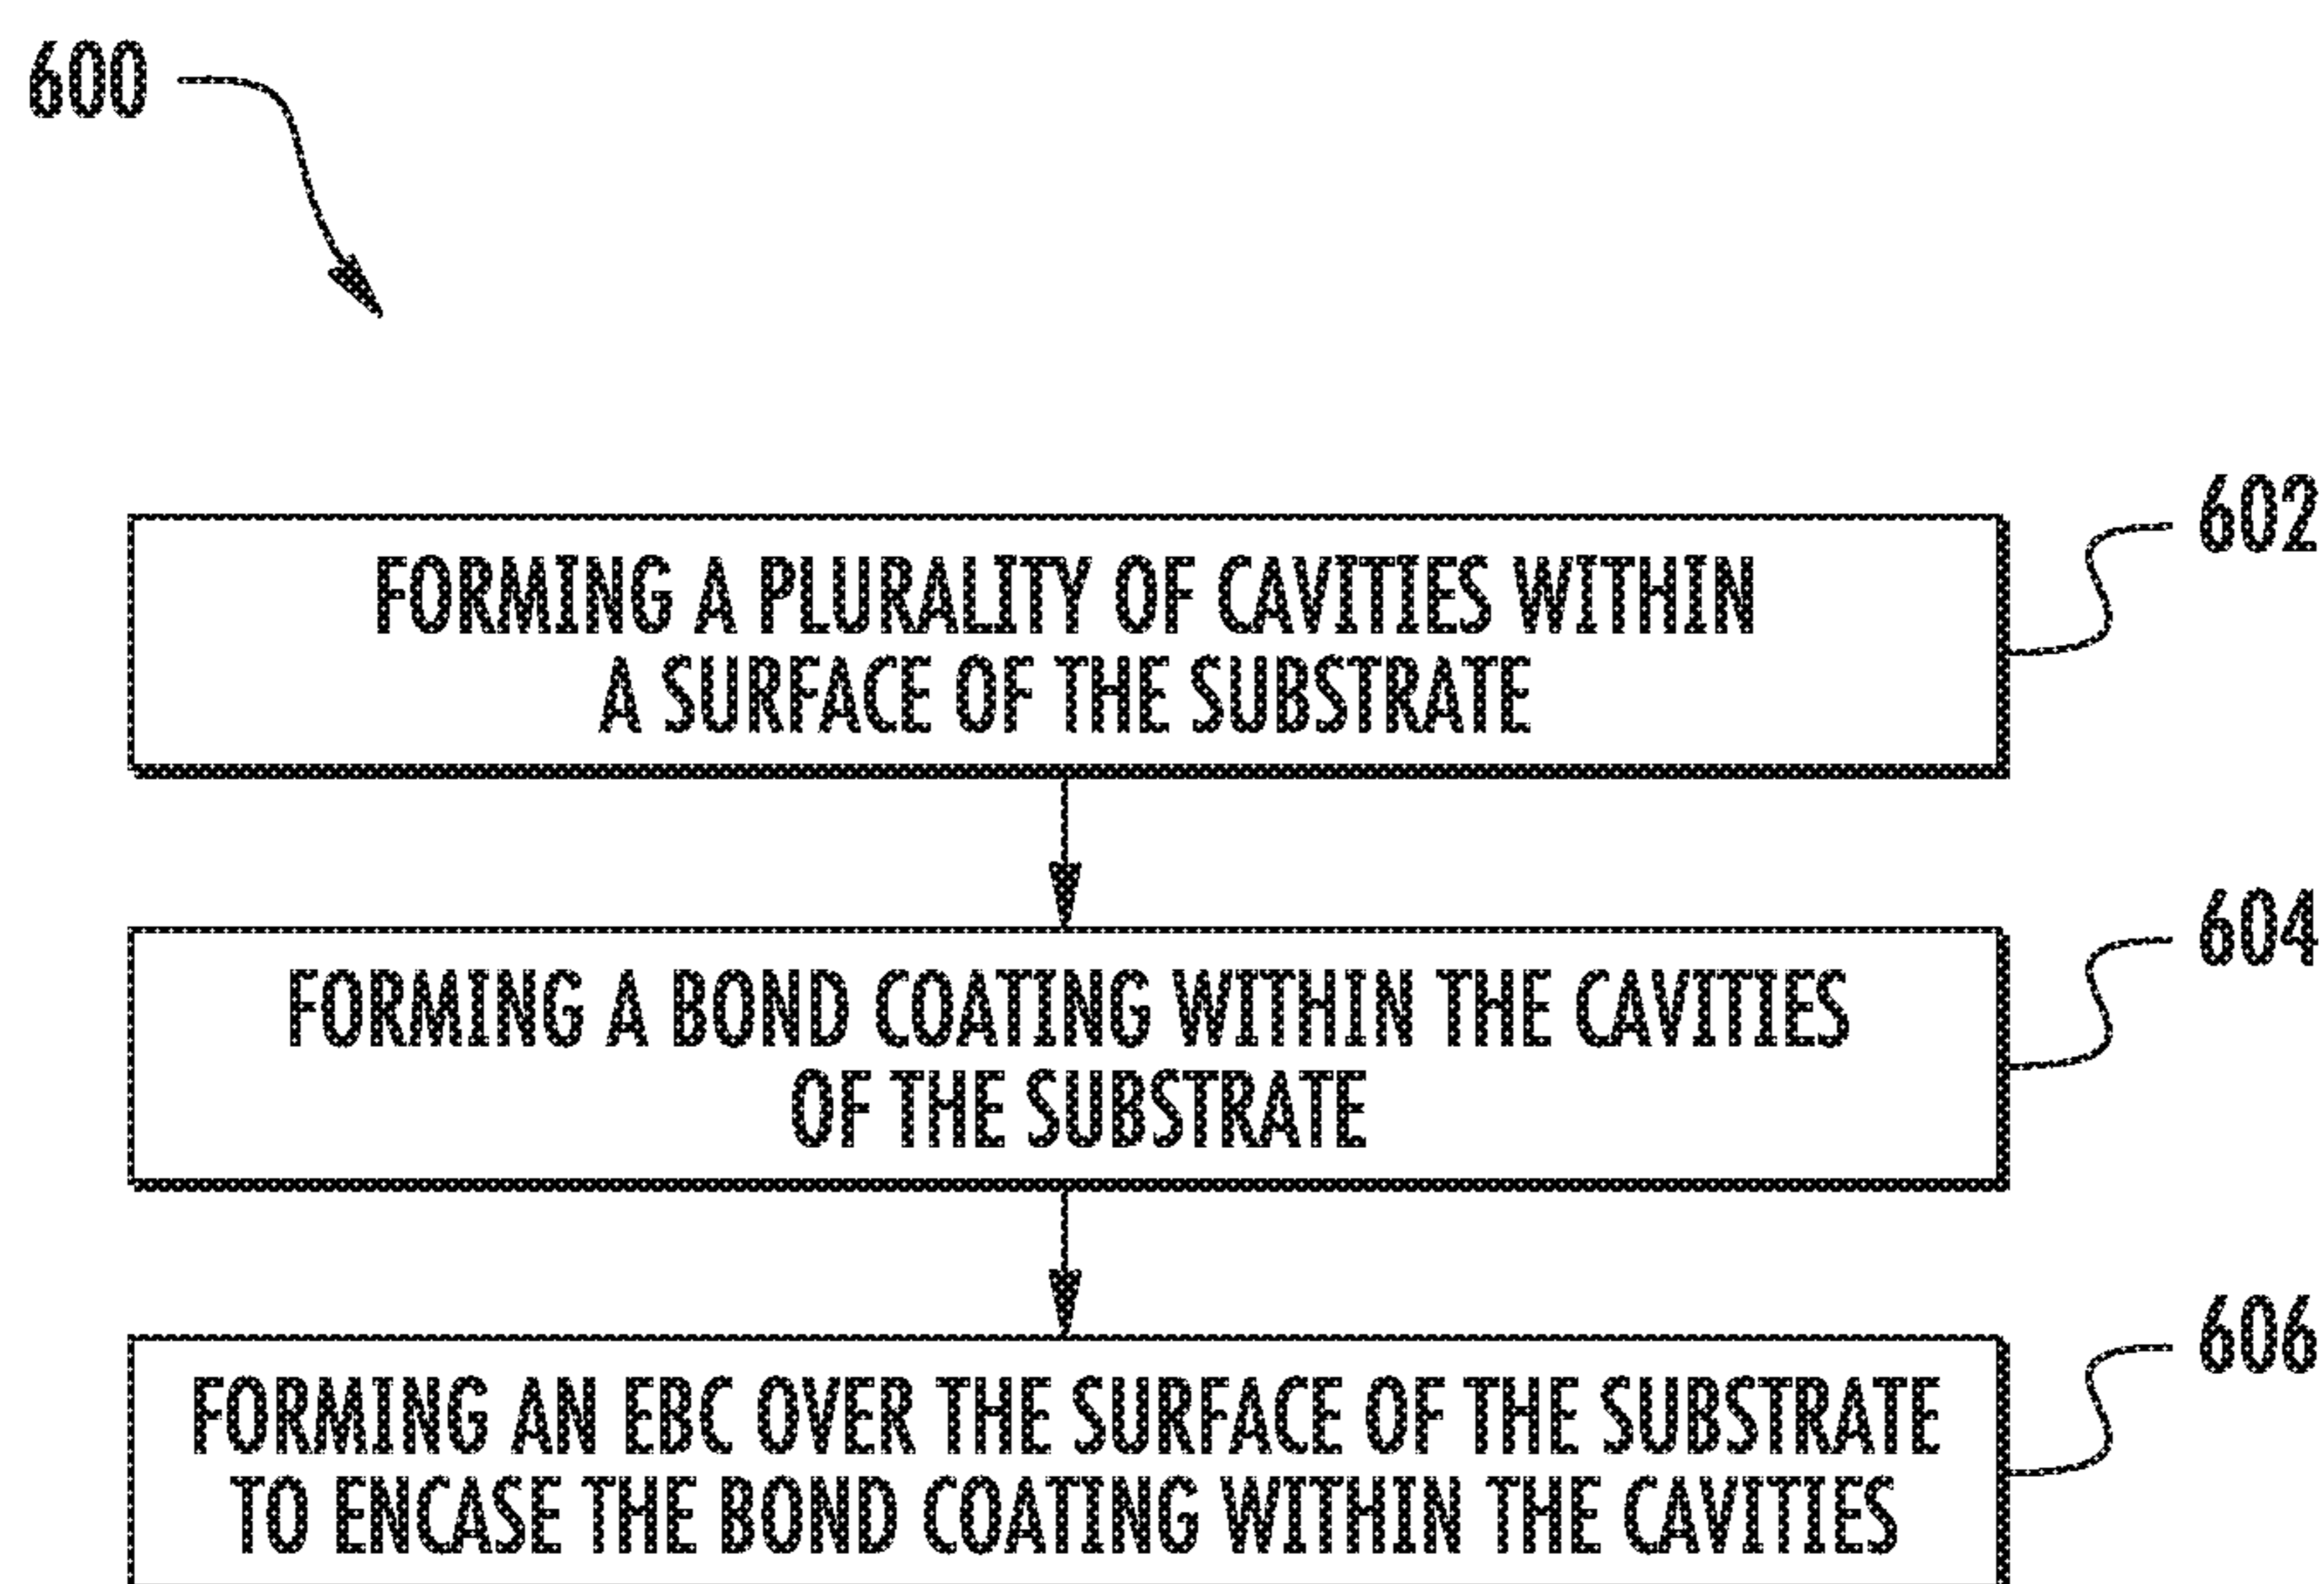 600
602
FORMING A PLURALITY OF CAVITIES WITHIN
A SURFACE OF THE SUBSTRATE
604
FORMING A BOND COATING WITHIN THE CAVITIES
OF THE SUBSTRATE
606
FORMING AN EBC OVER THE SURFACE OF THE SUBSTRATE
TO ENCASE THE BOND COATING WITHIN THE CAVITIES